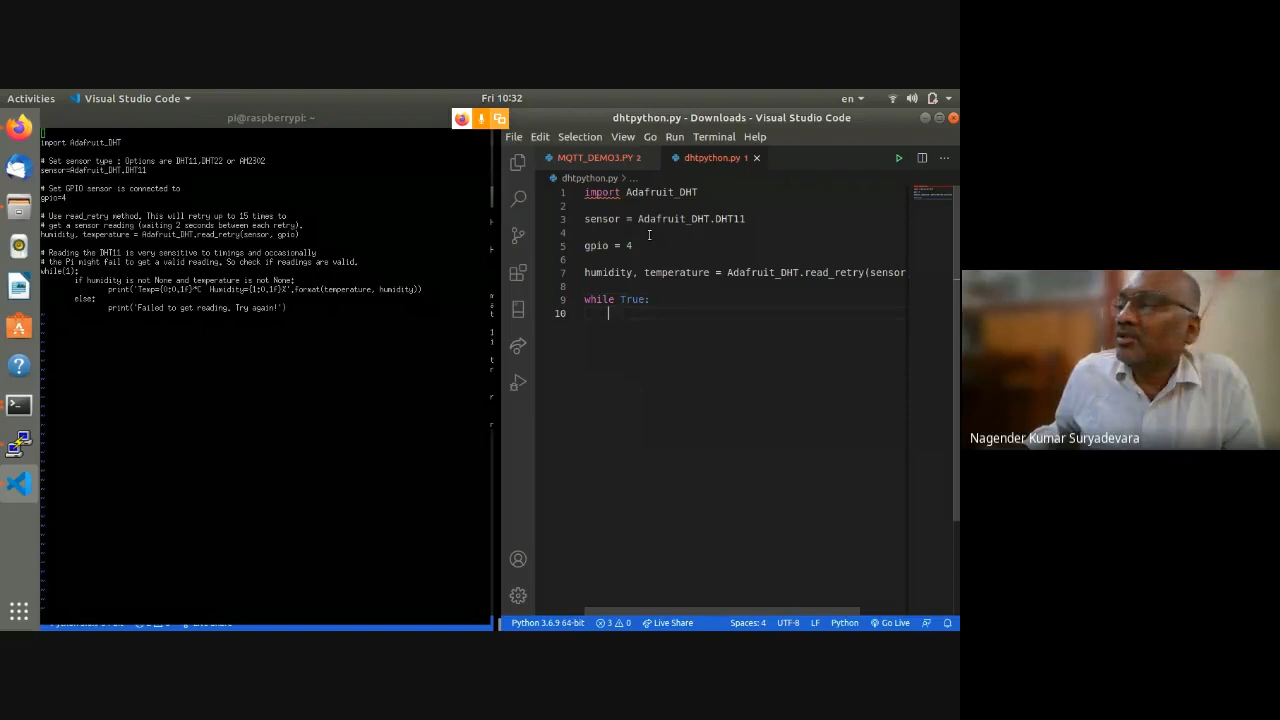 Activities
Visual Studio Code
Fri 10:32
en
pi@raspberrypi: ~
dhtpython.py - Downloads - Visual Studio Code
import Adafruit_DHT
# Set sensor type : Options are DHT11,DHT22 or AM2302
sensor=Adafruit_DHT.DHT11
# Set GPIO sensor is connected to
gpio=4
# Use read_retry method. This will retry up to 15 times to
# get a sensor reading (waiting 2 seconds between each retry).
humidity, temperature = Adafruit_DHT.read_retry(sensor, gpio)
# Reading the DHT11 is very sensitive to timings and occasionally
# the Pi might fail to get a valid reading. So check if readings are valid.
while(1):
if humidity is not None and temperature is not None:
print('Temp={0:0.1f}*C  Humidity={1:0.1f}%'.format(temperature, humidity))
else:
print('Failed to get reading. Try again!')
File Edit Selection View Go Run Terminal Help
MQTT_DEMO3.PY 2
dhtpython.py 1
dhtpython.py > ...
1 import Adafruit_DHT
2
3 sensor = Adafruit_DHT.DHT11
4
5 gpio = 4
6
7 humidity, temperature = Adafruit_DHT.read_retry(sensor
8
9 while True:
10
Python 3.6.9 64-bit
3 0
Live Share
Spaces: 4
UTF-8
LF
Python
Go Live
Nagender Kumar Suryadevara